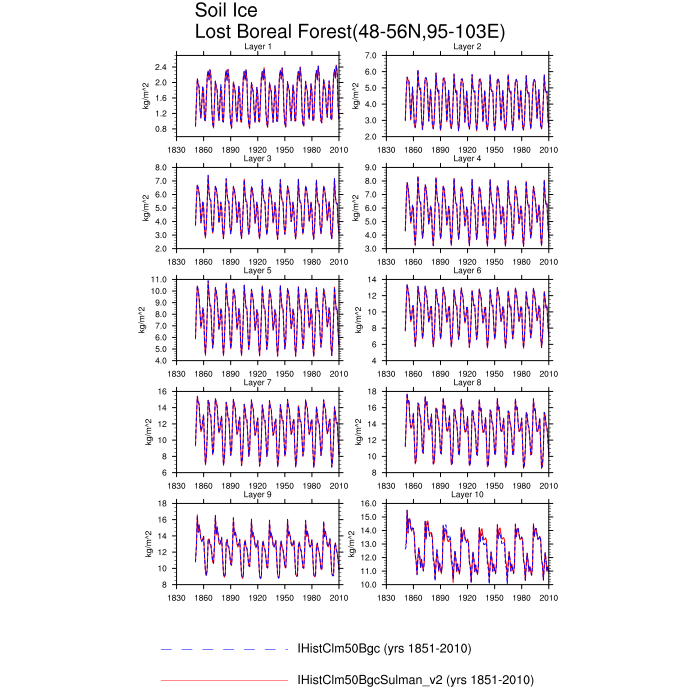 Soil Ice
Lost Boreal Forest(48-56N,95-103E)
Layer 1
Layer 2
kg/m^2
2.4
2.0
1.6
1.2
0.8
1830 1860 1890 1920 1950 1980 2010
kg/m^2
7.0
6.0
5.0
4.0
3.0
2.0
1830 1860 1890 1920 1950 1980 2010
Layer 3
Layer 4
kg/m^2
8.0
7.0
6.0
5.0
4.0
3.0
2.0
1830 1860 1890 1920 1950 1980 2010
kg/m^2
9.0
8.0
7.0
6.0
5.0
4.0
3.0
1830 1860 1890 1920 1950 1980 2010
Layer 5
Layer 6
kg/m^2
11.0
10.0
9.0
8.0
7.0
6.0
5.0
4.0
1830 1860 1890 1920 1950 1980 2010
kg/m^2
14
12
10
8
6
4
1830 1860 1890 1920 1950 1980 2010
Layer 7
Layer 8
kg/m^2
16
14
12
10
8
6
1830 1860 1890 1920 1950 1980 2010
kg/m^2
18
16
14
12
10
8
1830 1860 1890 1920 1950 1980 2010
Layer 9
Layer 10
kg/m^2
18
16
14
12
10
8
1830 1860 1890 1920 1950 1980 2010
kg/m^2
16.0
15.0
14.0
13.0
12.0
11.0
10.0
1830 1860 1890 1920 1950 1980 2010
IHistClm50Bgc (yrs 1851-2010)
IHistClm50BgcSulman_v2 (yrs 1851-2010)